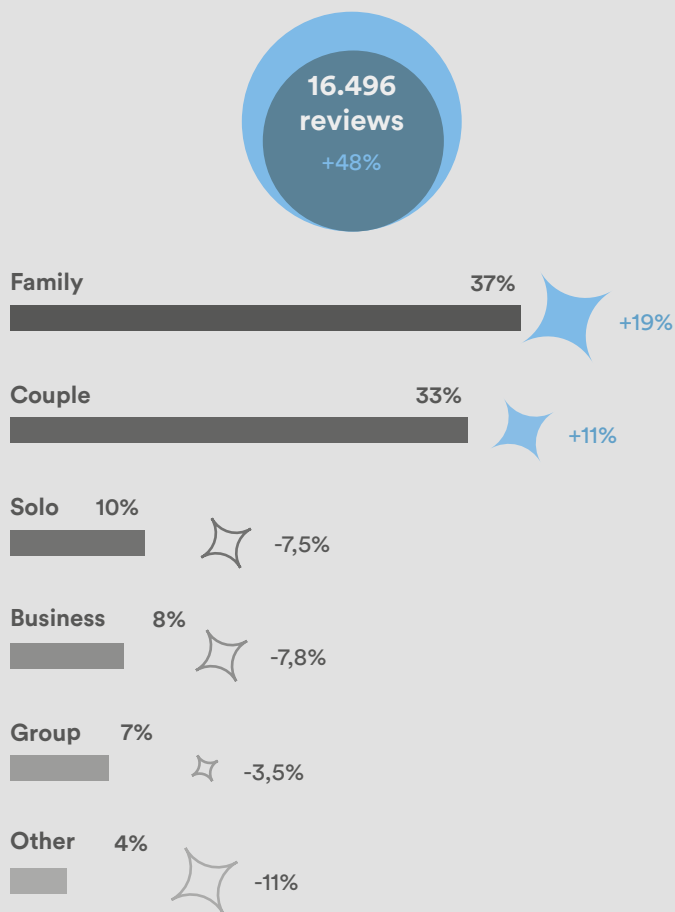 16.496
reviews
+48%
Family 37%
+19%
Couple 33%
+11%
Solo 10%
-7,5%
Business 8%
-7,8%
Group 7%
-3,5%
Other 4%
-11%